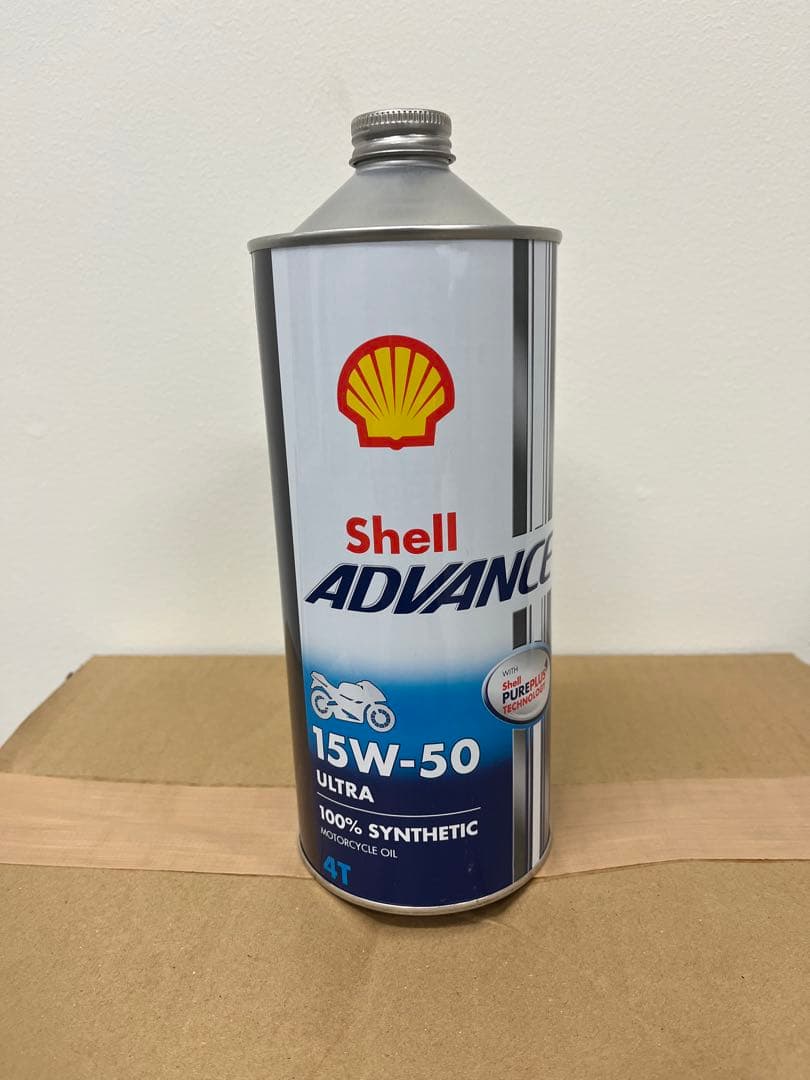 Shell
ADVANCE
WITH
Shell
PUREPLUS
TECHNOLOGY
15W-50
ULTRA
100% SYNTHETIC
MOTORCYCLE OIL
4T